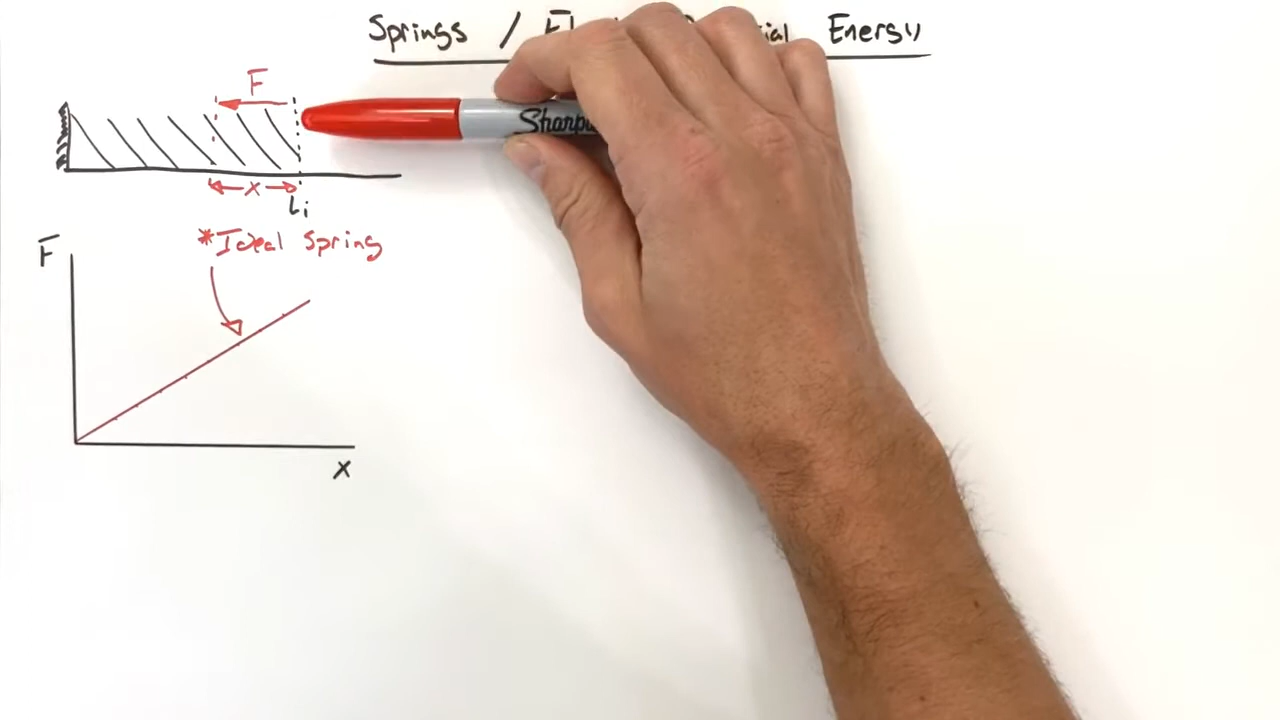 Springs / Energy
F
x
Li
*Ideal Spring
F
x
Sharpie